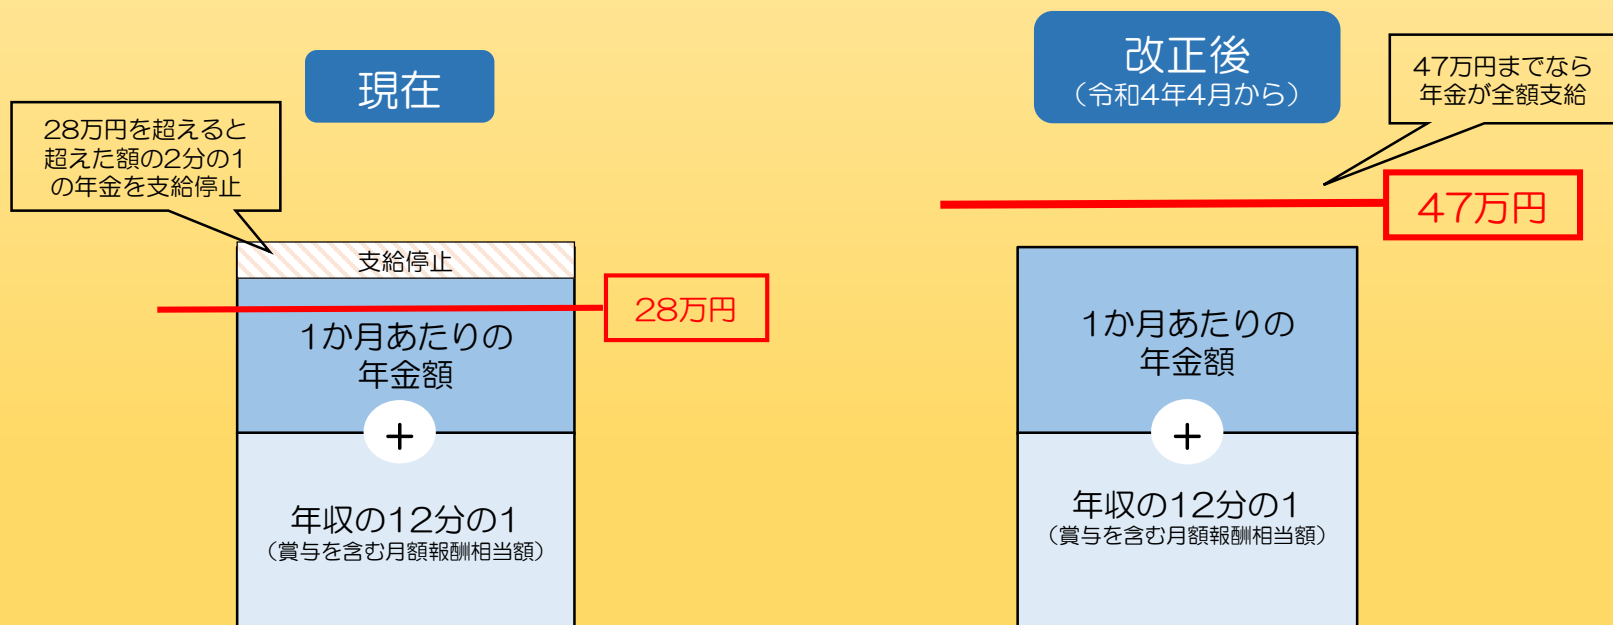 現在
28万円を超えると
超えた額の2分の1
の年金を支給停止
支給停止
28万円
1か月あたりの
年金額
+
年収の12分の1
（賞与を含む月額報酬相当額）
改正後
（令和4年4月から）
47万円までなら
年金が全額支給
47万円
1か月あたりの
年金額
+
年収の12分の1
（賞与を含む月額報酬相当額）